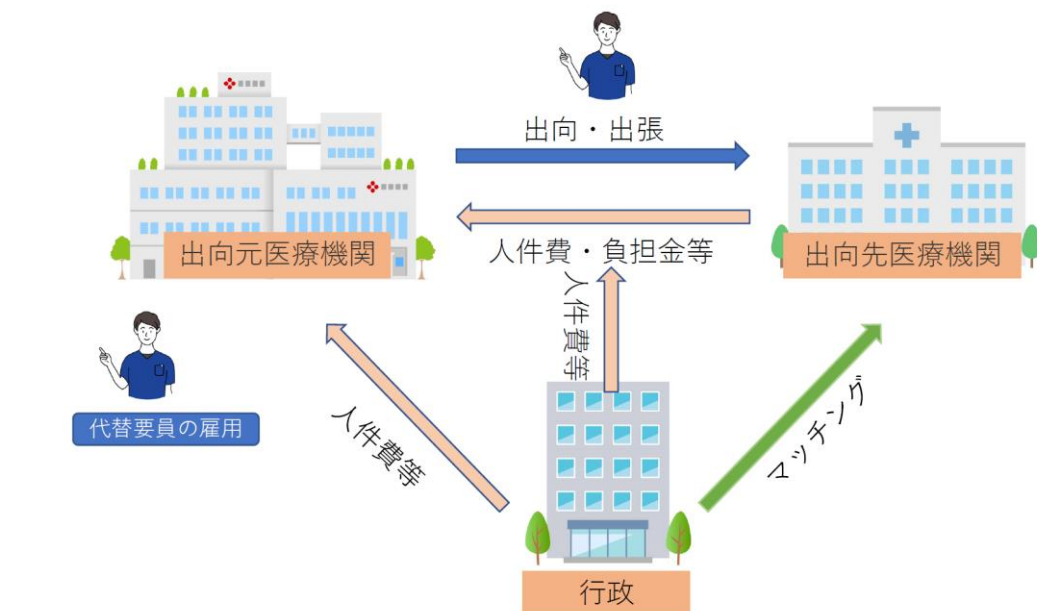 出向・出張
出向元医療機関
人件費・負担金等
出向先医療機関
人件費等
代替要員の雇用
人件費等
マッチング
行政